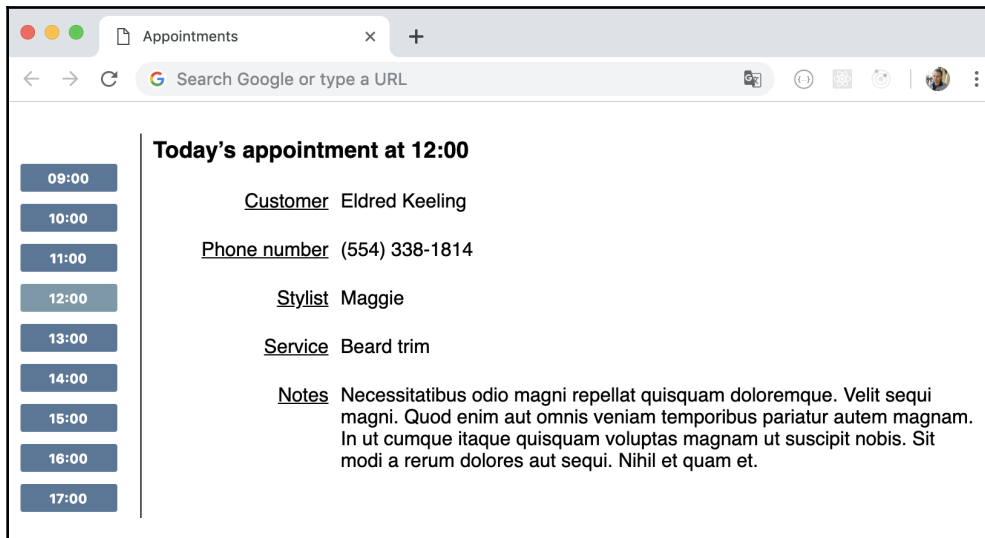 Appointments
Search Google or type a URL
Today’s appointment at 12:00
09:00
10:00
11:00
12:00
13:00
14:00
15:00
16:00
17:00
Customer Eldred Keeling
Phone number (554) 338-1814
Stylist Maggie
Service Beard trim
Notes Necessitatibus odio magni repellat quisquam doloremque. Velit sequi
magni. Quod enim aut omnis veniam temporibus pariatur autem magnam.
In ut cumque itaque quisquam voluptas magnam ut suscipit nobis. Sit
modi a rerum dolores aut sequi. Nihil et quam et.